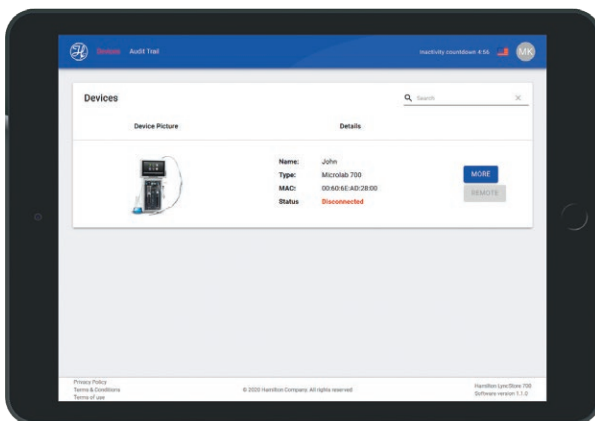 Devices Audit Trail Inactivity countdown 4:56 MK
Devices Search
Device Picture Details
Name: John
Type: Microlab 700
MAC: 00:60:6E:AD:28:00
Status Disconnected
MORE
REMOTE
Privacy Policy
Terms & Conditions
Terms of use
© 2020 Hamilton Company. All rights reserved
Hamilton LyncStore 700
Software version 1.1.0